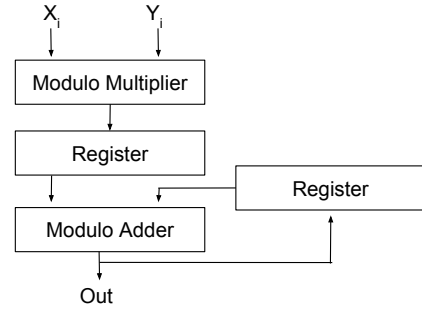 X_i Y_i
Modulo Multiplier
Register
Register
Modulo Adder
Out